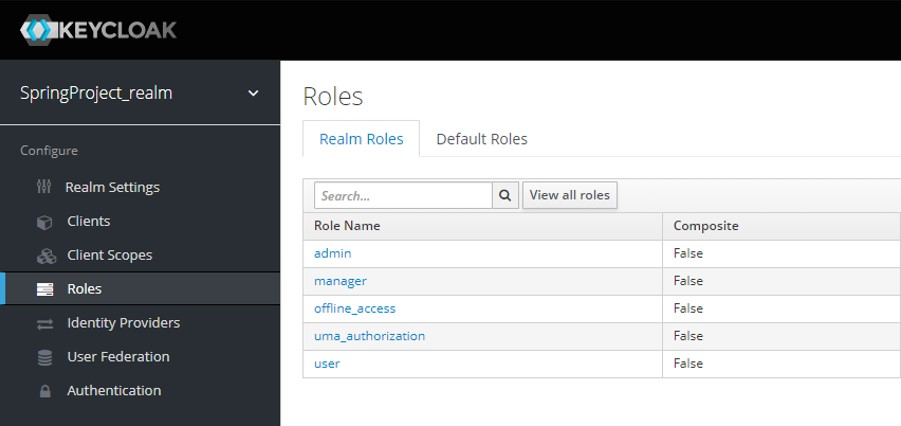 KEYCLOAK
SpringProject_realm
Configure
Realm Settings
Clients
Client Scopes
Roles
Identity Providers
User Federation
Authentication
Roles
Realm Roles Default Roles
Search... View all roles
Role Name Composite
admin False
manager False
offline_access False
uma_authorization False
user False